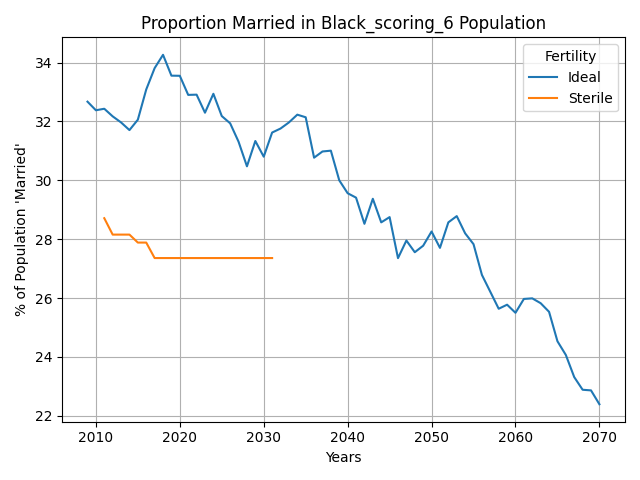 Proportion Married in Black_scoring_6 Population
Fertility
Ideal
Sterile
% of Population 'Married'
34
32
30
28
26
24
22
2010
2020
2030
2040
2050
2060
2070
Years